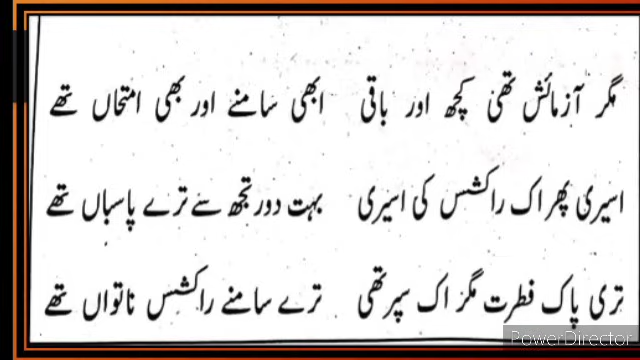 مگر آزمائش تھی کچھ اور باقی ابھی سامنے اور بھی امتحاں تھے
اسیری پھر اک راکشس کی اسیری بہت دور تجھ سے ترے پاسباں تھے
تری پاک فطرت مگر اک سپر تھی ترے سامنے راکشس ناتواں تھے
PowerDirector